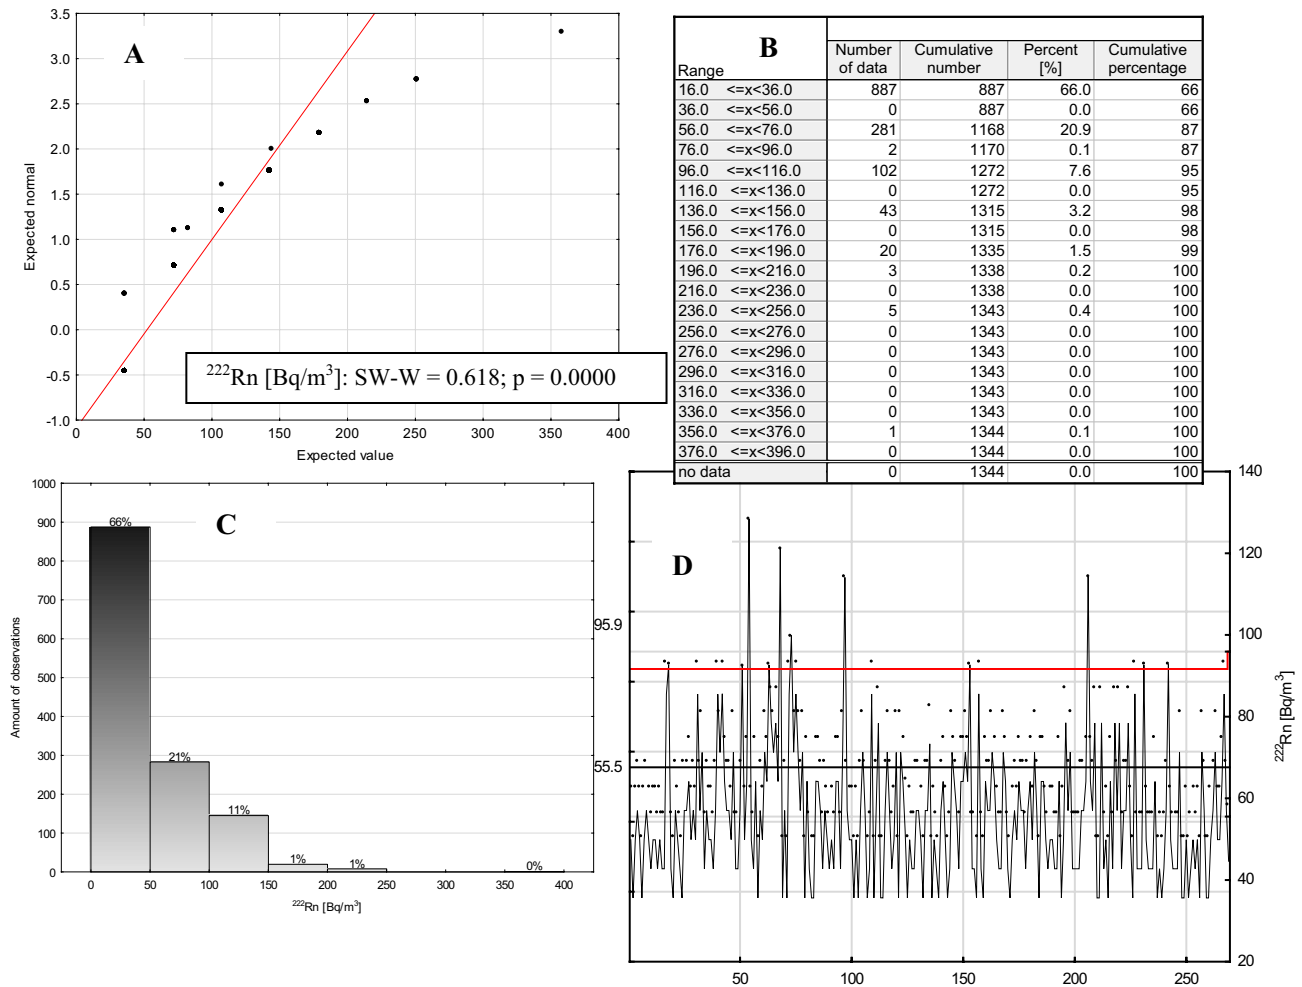 A
3.5
3.0
2.5
2.0
1.5
1.0
0.5
0.0
-0.5
-1.0
Expected normal
0 50 100 150 200 250 300 350 400
Expected value
²²²Rn [Bq/m³]: SW-W = 0.618; p = 0.0000
B
Range Number of data Cumulative number Percent [%] Cumulative percentage
16.0 <=x<36.0 887 887 66.0 66
36.0 <=x<56.0 0 887 0.0 66
56.0 <=x<76.0 281 1168 20.9 87
76.0 <=x<96.0 2 1170 0.1 87
96.0 <=x<116.0 102 1272 7.6 95
116.0 <=x<136.0 0 1272 0.0 95
136.0 <=x<156.0 43 1315 3.2 98
156.0 <=x<176.0 0 1315 0.0 98
176.0 <=x<196.0 20 1335 1.5 99
196.0 <=x<216.0 3 1338 0.2 100
216.0 <=x<236.0 0 1338 0.0 100
236.0 <=x<256.0 5 1343 0.4 100
256.0 <=x<276.0 0 1343 0.0 100
276.0 <=x<296.0 0 1343 0.0 100
296.0 <=x<316.0 0 1343 0.0 100
316.0 <=x<336.0 0 1343 0.0 100
336.0 <=x<356.0 0 1343 0.0 100
356.0 <=x<376.0 1 1344 0.1 100
376.0 <=x<396.0 0 1344 0.0 100
no data 0 1344 0.0 100
C
1000
900
800
700
600
500
400
300
200
100
0
Amount of observations
66%
21%
11%
1%
1%
0%
0 50 100 150 200 250 300 350 400
²²²Rn [Bq/m³]
D
95.9
55.5
140
120
100
80
60
40
20
²²²Rn [Bq/m³]
50 100 150 200 250